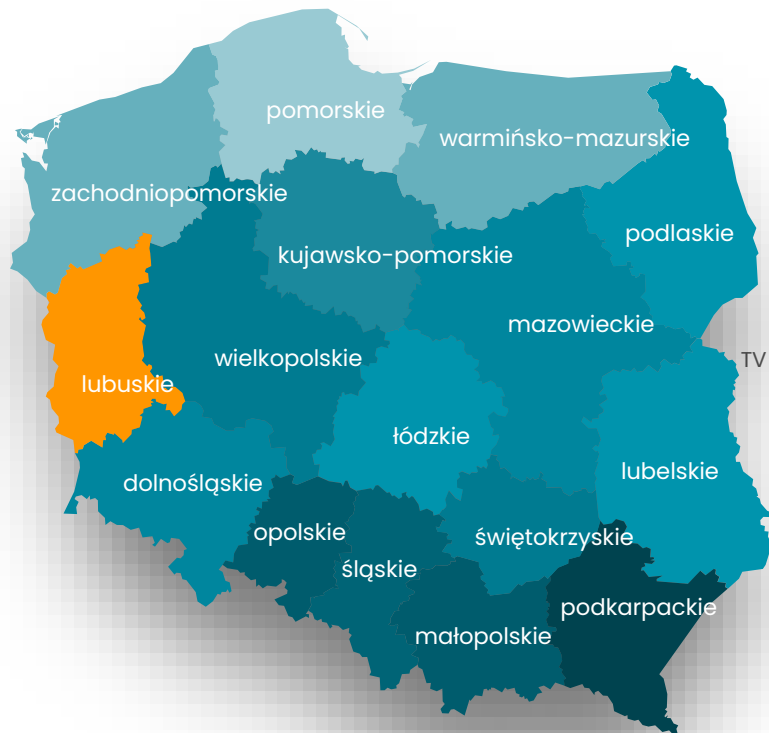 pomorskie
warmińsko-mazurskie
zachodniopomorskie
podlaskie
kujawsko-pomorskie
mazowieckie
wielkopolskie
TV
lubuskie
łódzkie
lubelskie
dolnośląskie
opolskie
świętokrzyskie
śląskie
podkarpackie
małopolskie